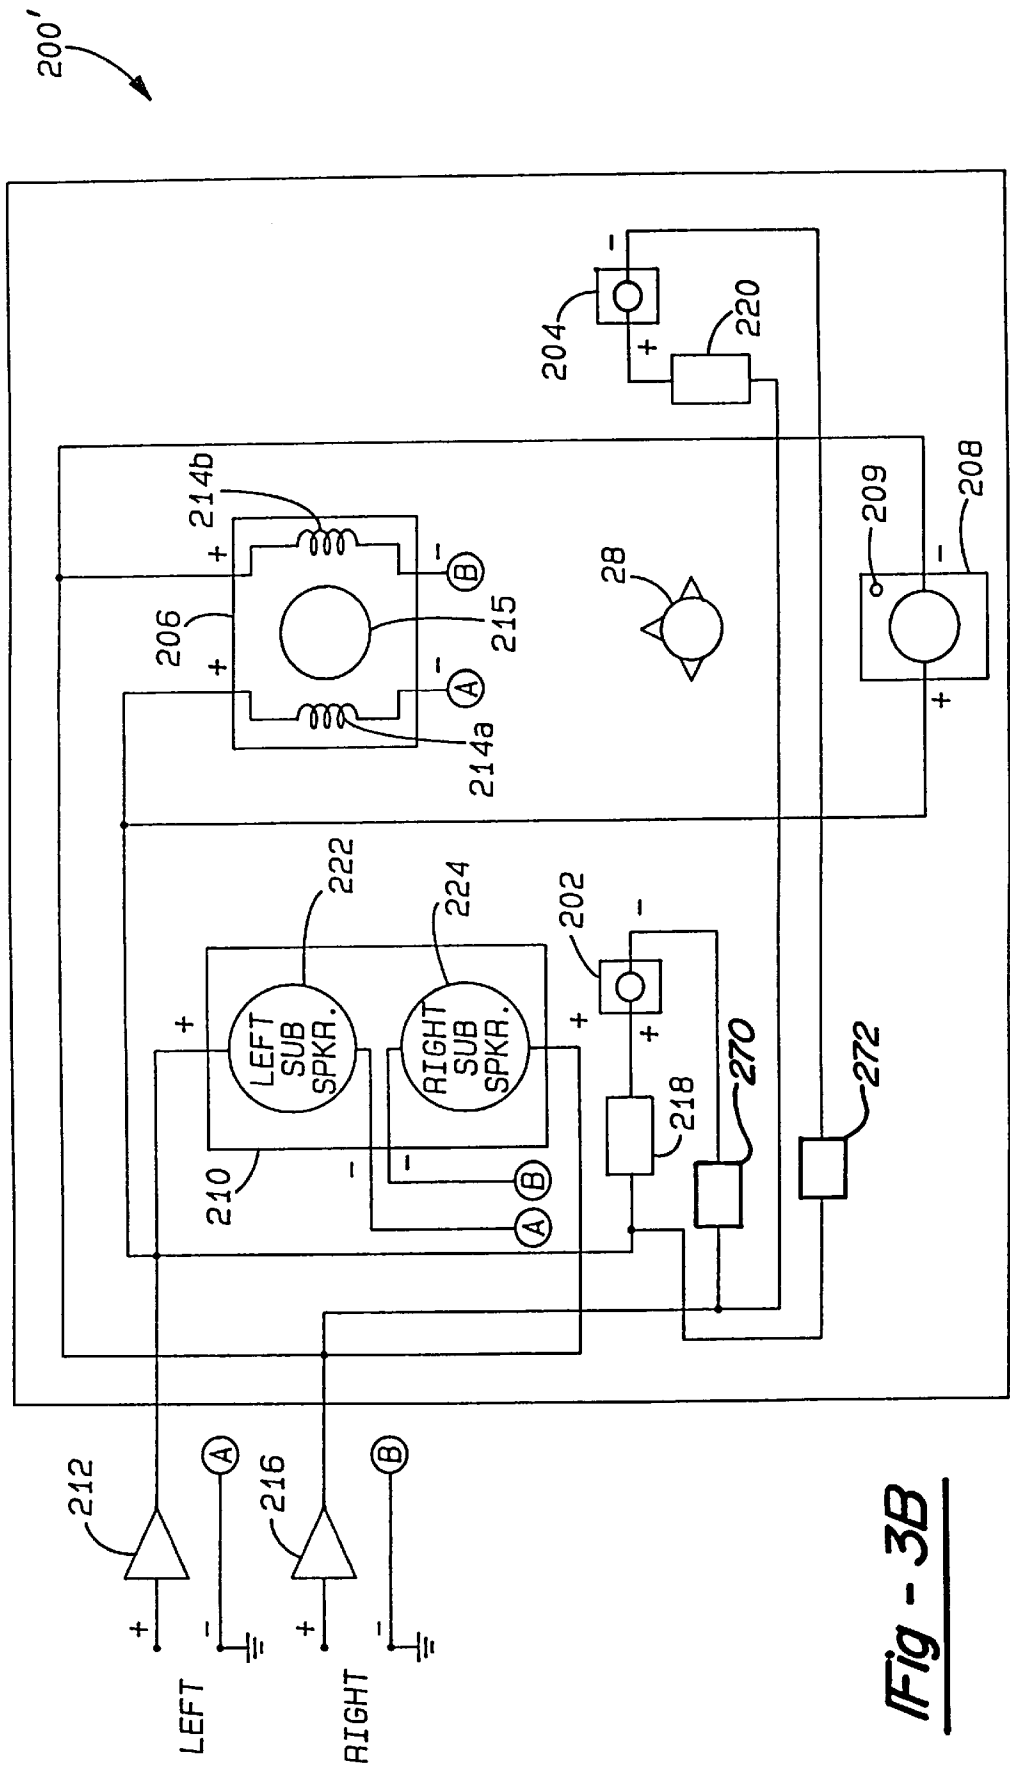 200'
212
+
LEFT
-
A
216
+
RIGHT
-
B
210
+
LEFT
SUB
SPKR.
222
RIGHT
SUB
SPKR.
224
+
-
-
A
B
206
+
+
214b
214a
215
-
A
-
B
28
202
+
-
218
270
272
204
+
-
220
208
209
+
-
Fig - 3B